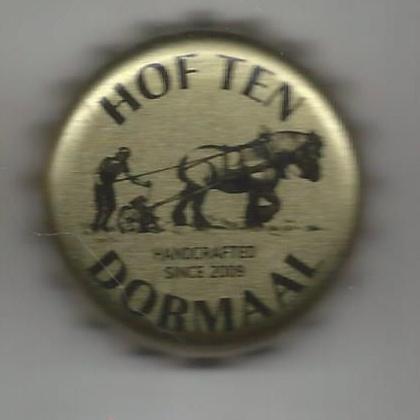 HOF TEN
HANDCRAFTED
SINCE 2009
DORMAAL